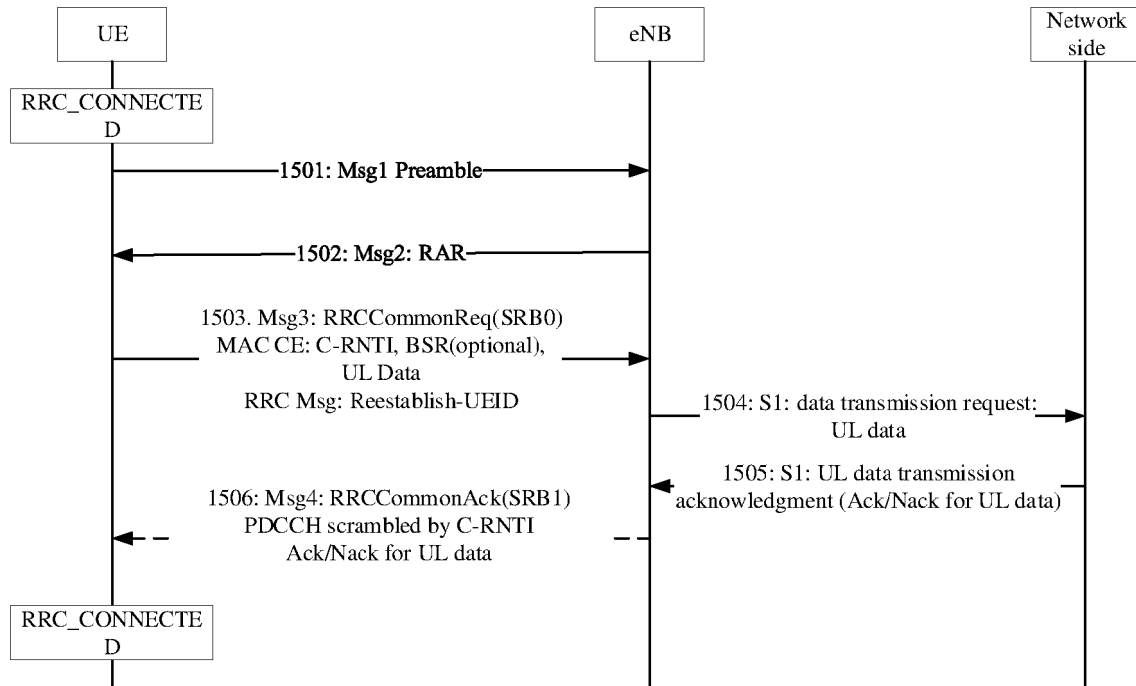 UE
eNB
Network
side
RRC_CONNECTE
D
1501: Msg1 Preamble
1502: Msg2: RAR
1503. Msg3: RRCCommonReq(SRB0)
MAC CE: C-RNTI, BSR(optional),
UL Data
RRC Msg: Reestablish-UEID
1504: S1: data transmission request:
UL data
1505: S1: UL data transmission
acknowledgment (Ack/Nack for UL data)
1506: Msg4: RRCCommonAck(SRB1)
PDCCH scrambled by C-RNTI
Ack/Nack for UL data
RRC_CONNECTE
D